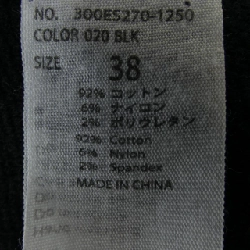 NO. 300ES270-1250
COLOR 020 BLK
SIZE 38
92% コットン
6% ナイロン
2% ポリウレタン
92% Cotton
6% Nylon
2% Spandex
MADE IN CHINA